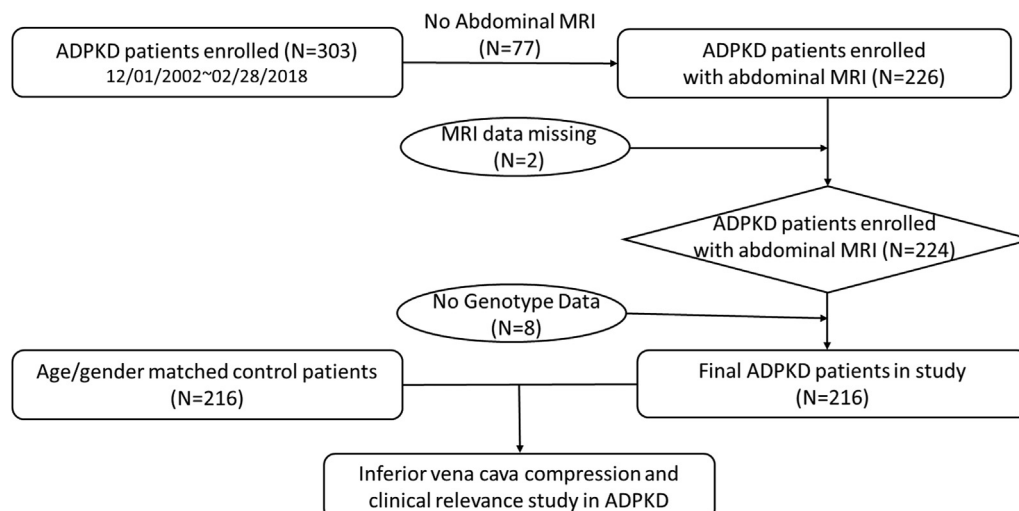 ADPKD patients enrolled (N=303)
12/01/2002~02/28/2018
No Abdominal MRI
(N=77)
ADPKD patients enrolled
with abdominal MRI (N=226)
MRI data missing
(N=2)
ADPKD patients enrolled
with abdominal MRI (N=224)
No Genotype Data
(N=8)
Age/gender matched control patients
(N=216)
Final ADPKD patients in study
(N=216)
Inferior vena cava compression and
clinical relevance study in ADPKD